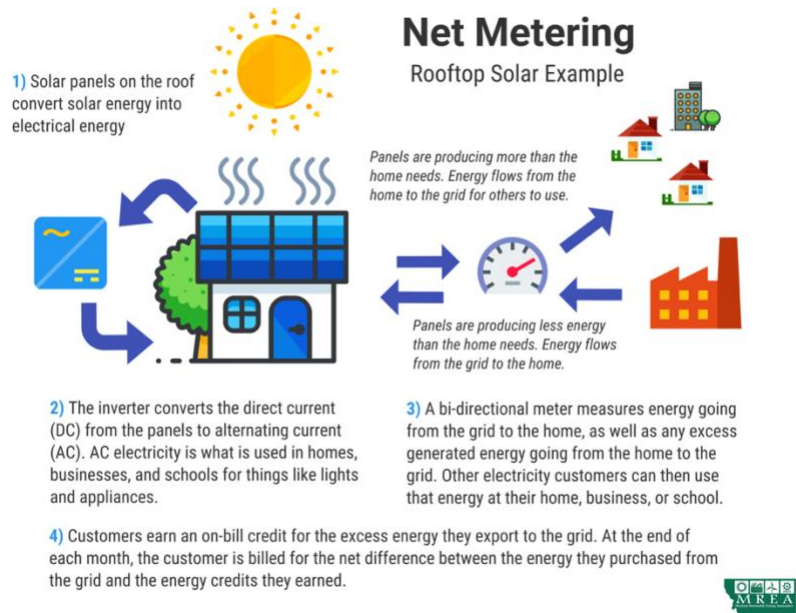 Net Metering
Rooftop Solar Example
1) Solar panels on the roof
convert solar energy into
electrical energy
Panels are producing more than the
home needs. Energy flows from the
home to the grid for others to use.
Panels are producing less energy
than the home needs. Energy flows
from the grid to the home.
2) The inverter converts the direct current
(DC) from the panels to alternating current
(AC). AC electricity is what is used in homes,
businesses, and schools for things like lights
and appliances.
3) A bi-directional meter measures energy going
from the grid to the home, as well as any excess
generated energy going from the home to the
grid. Other electricity customers can then use
that energy at their home, business, or school.
4) Customers earn an on-bill credit for the excess energy they export to the grid. At the end of
each month, the customer is billed for the net difference between the energy they purchased from
the grid and the energy credits they earned.
MREA